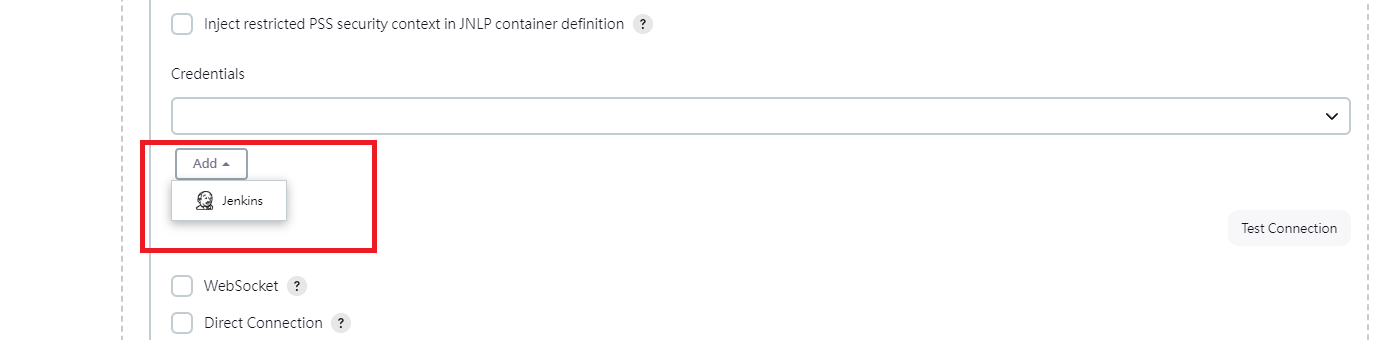 Inject restricted PSS security context in JNLP container definition ?
Credentials
Add
Jenkins
Test Connection
WebSocket ?
Direct Connection ?